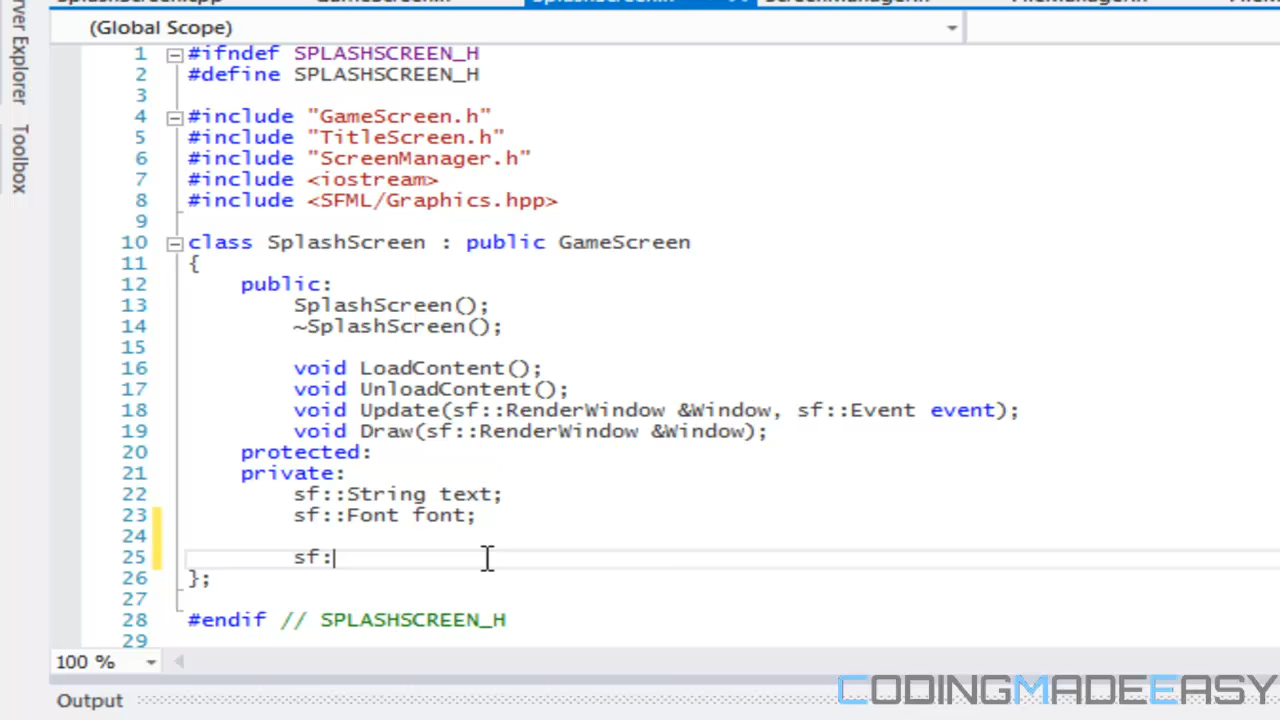 (Global Scope)
Server Explorer
Toolbox
1 #ifndef SPLASHSCREEN_H
2 #define SPLASHSCREEN_H
3
4 #include "GameScreen.h"
5 #include "TitleScreen.h"
6 #include "ScreenManager.h"
7 #include <iostream>
8 #include <SFML/Graphics.hpp>
9
10 class SplashScreen : public GameScreen
11 {
12 public:
13 SplashScreen();
14 ~SplashScreen();
15
16 void LoadContent();
17 void UnloadContent();
18 void Update(sf::RenderWindow &Window, sf::Event event);
19 void Draw(sf::RenderWindow &Window);
20 protected:
21 private:
22 sf::String text;
23 sf::Font font;
24
25 sf:
26 };
27
28 #endif // SPLASHSCREEN_H
29
100 %
Output
CODINGMADEEASY